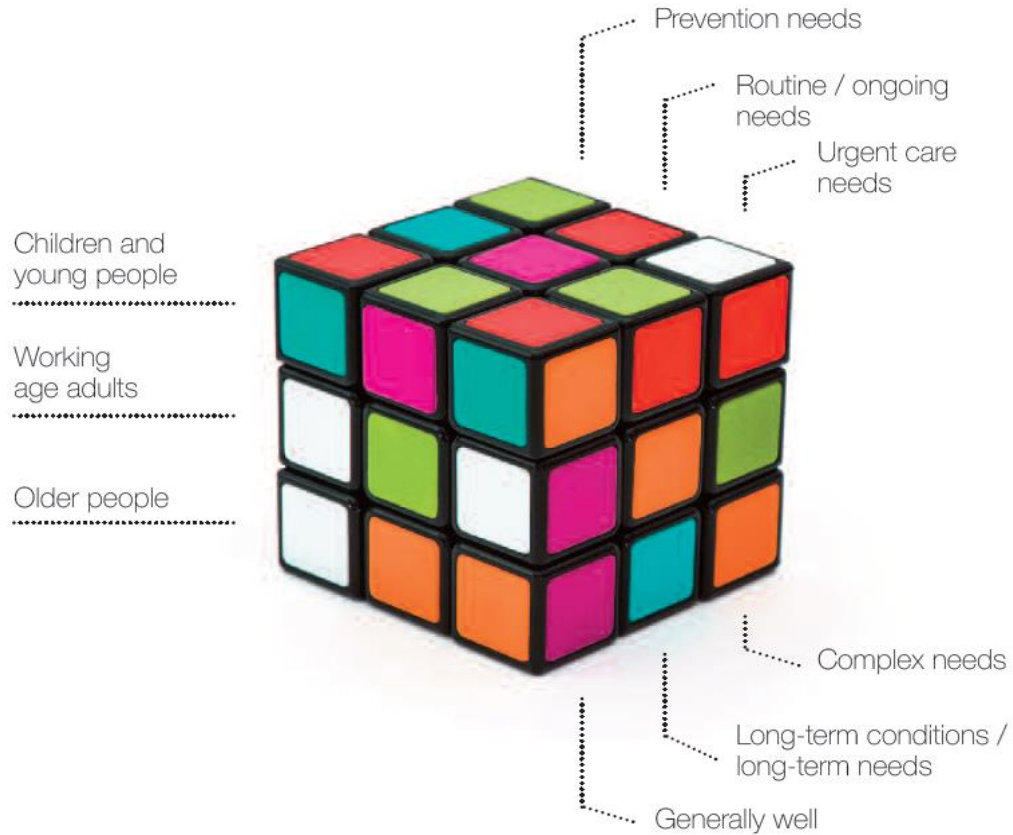 Prevention needs
Routine / ongoing
needs
Urgent care
needs
Children and
young people
Working
age adults
Older people
Complex needs
Long-term conditions /
long-term needs
Generally well